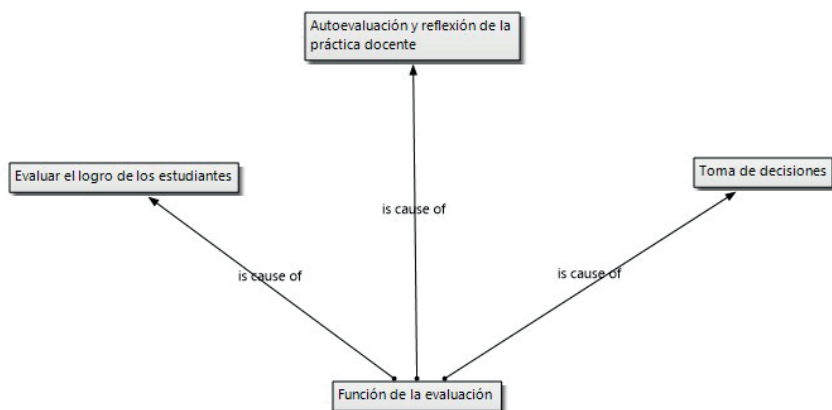 Autoevaluación y reflexión de la
práctica docente
Evaluar el logro de los estudiantes
Toma de decisiones
is cause of
is cause of
is cause of
Función de la evaluación